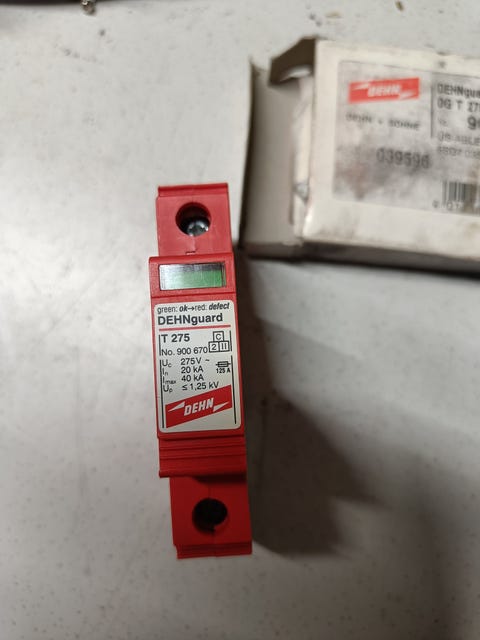 green: ok→red: defect
DEHNguard
T 275
C
No. 900 670
2 II
Uc 275V ~
In 20 kA
125 A
Imax 40 kA
Up ≤ 1,25 kV
DEHN
DEHN
DEHN + SÖHNE
039596
DEHNgua
DG T 275